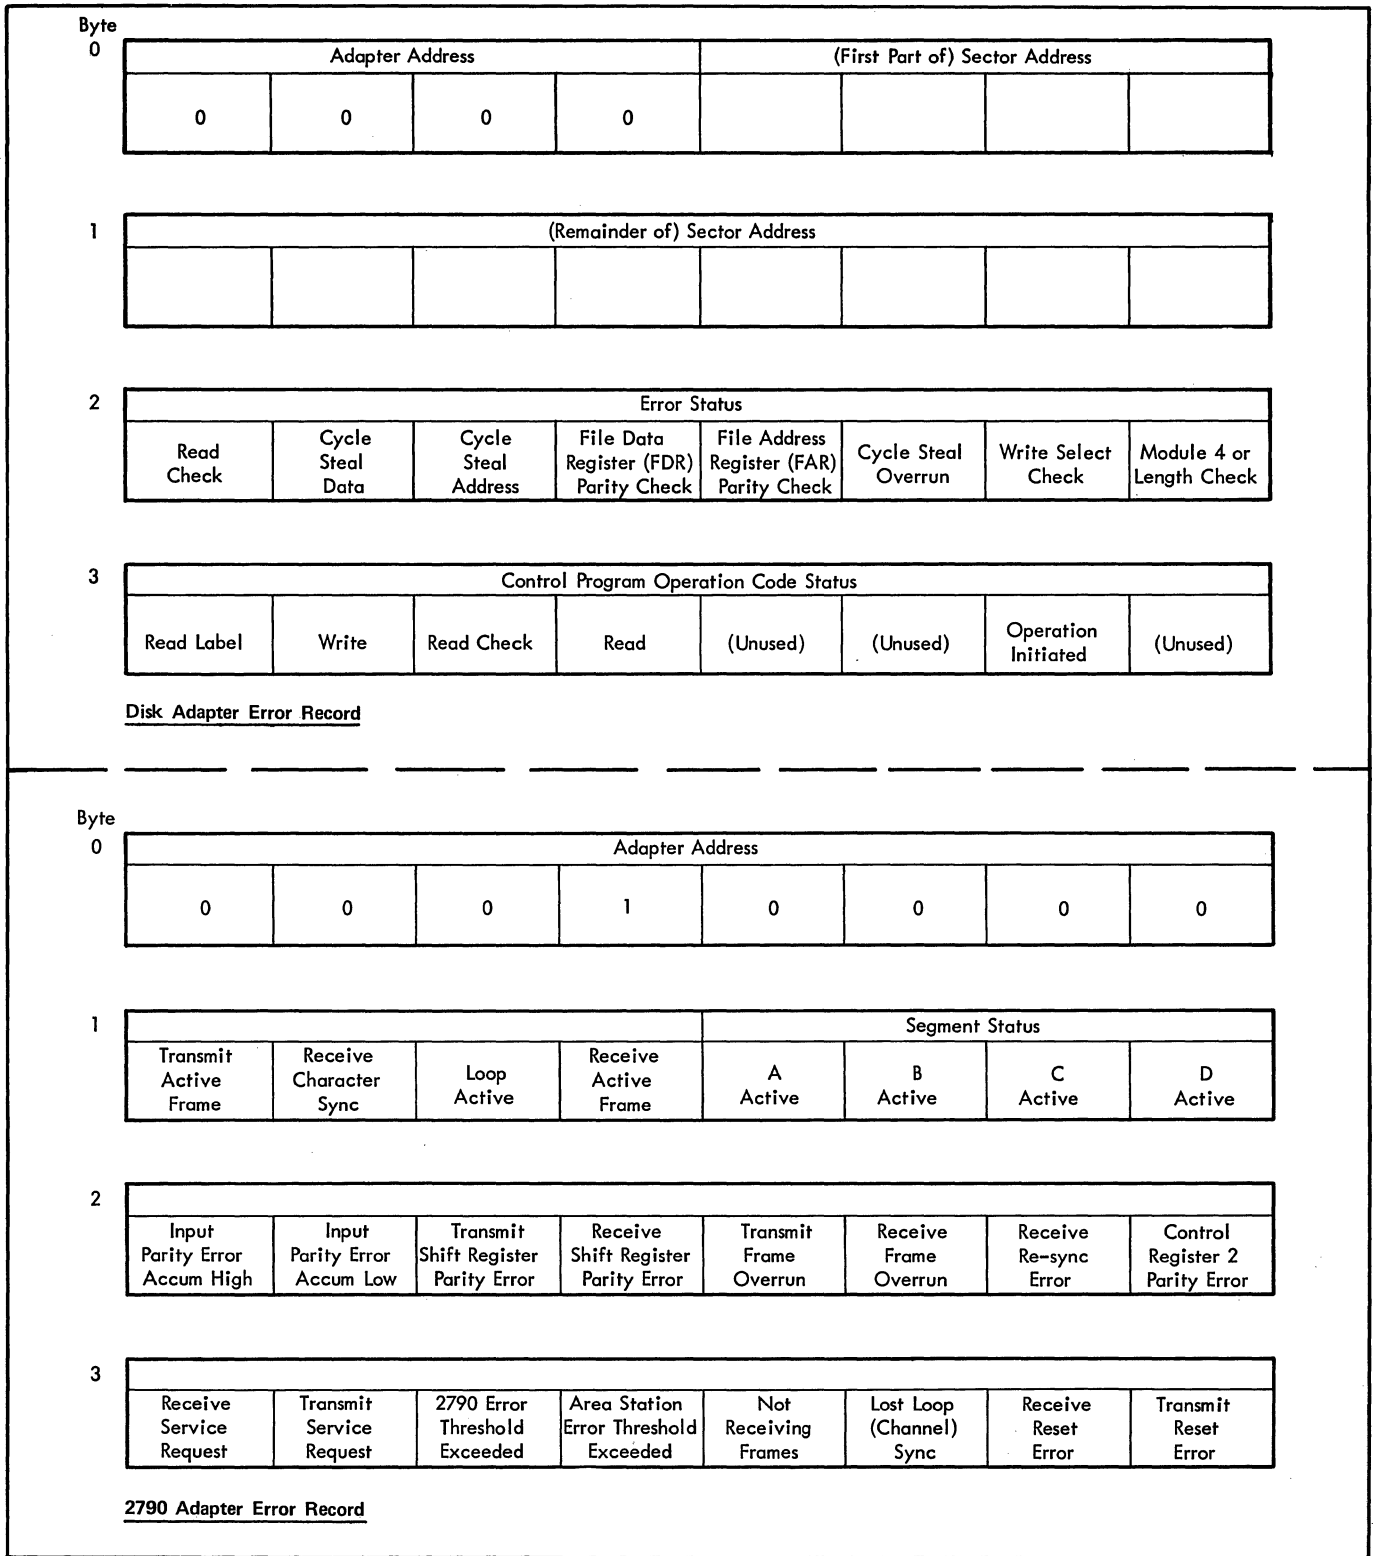 Byte
0
Adapter Address (First Part of) Sector Address
0 0 0 0
1
(Remainder of) Sector Address
2
Error Status
Read Check
Cycle Steal Data
Cycle Steal Address
File Data Register (FDR) Parity Check
File Address Register (FAR) Parity Check
Cycle Steal Overrun
Write Select Check
Module 4 or Length Check
3
Control Program Operation Code Status
Read Label
Write
Read Check
Read
(Unused)
(Unused)
Operation Initiated
(Unused)
Disk Adapter Error Record
Byte
0
Adapter Address
0 0 0 1 0 0 0 0
1
Segment Status
Transmit Active Frame
Receive Character Sync
Loop Active
Receive Active Frame
A Active
B Active
C Active
D Active
2
Input Parity Error Accum High
Input Parity Error Accum Low
Transmit Shift Register Parity Error
Receive Shift Register Parity Error
Transmit Frame Overrun
Receive Frame Overrun
Receive Re-sync Error
Control Register 2 Parity Error
3
Receive Service Request
Transmit Service Request
2790 Error Threshold Exceeded
Area Station Error Threshold Exceeded
Not Receiving Frames
Lost Loop (Channel) Sync
Receive Reset Error
Transmit Reset Error
2790 Adapter Error Record